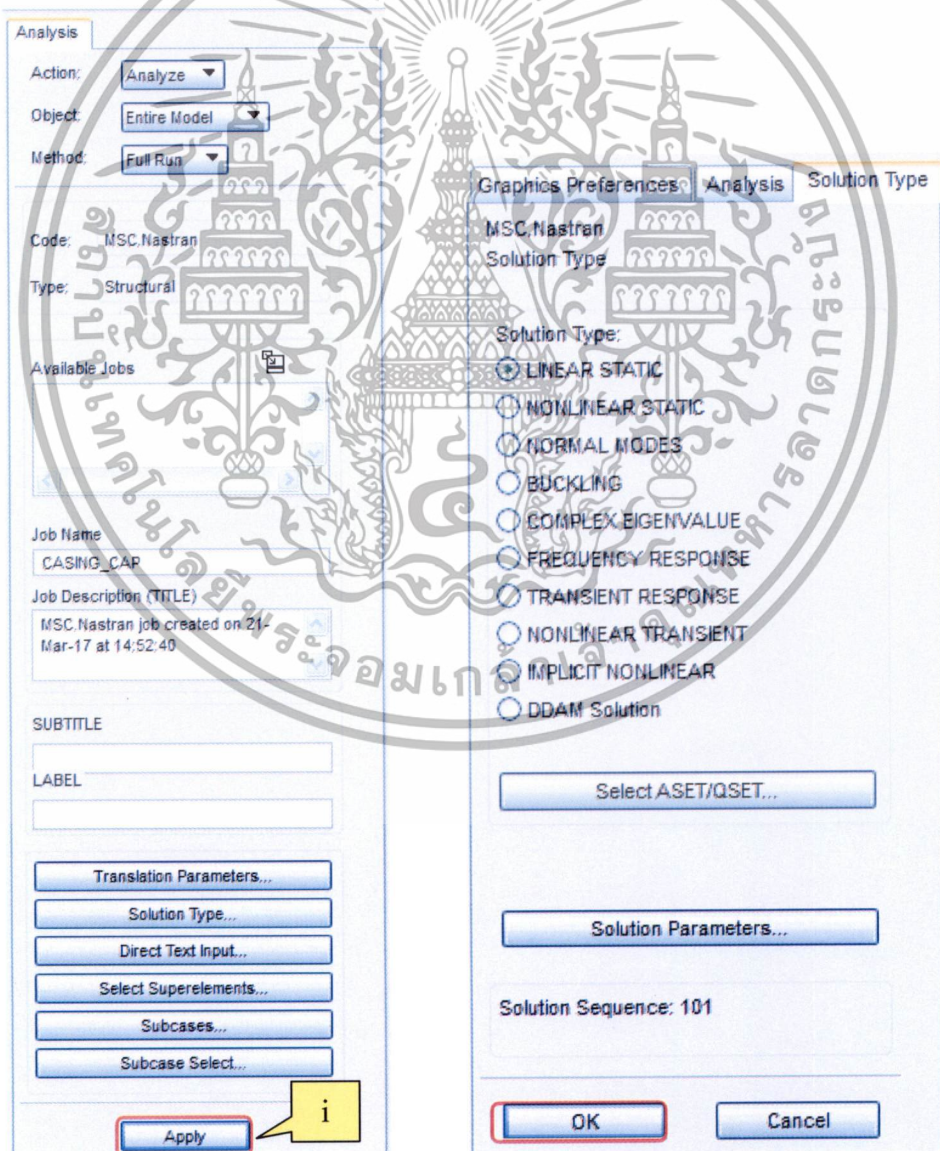 Analysis
Action: Analyze
Object: Entire Model
Method: Full Run
Code: MSC.Nastran
Type: Structural
Available Jobs
Job Name
CASING_CAP
Job Description (TITLE)
MSC.Nastran job created on 21-
Mar-17 at 14:52:40
SUBTITLE
LABEL
Translation Parameters...
Solution Type...
Direct Text Input...
Select Superelements...
Subcases...
Subcase Select...
Apply
i
Graphics Preferences Analysis Solution Type
MSC.Nastran
Solution Type
Solution Type:
LINEAR STATIC
NONLINEAR STATIC
NORMAL MODES
BUCKLING
COMPLEX EIGENVALUE
FREQUENCY RESPONSE
TRANSIENT RESPONSE
NONLINEAR TRANSIENT
IMPLICIT NONLINEAR
DDAM Solution
Select ASET/QSET...
Solution Parameters...
Solution Sequence: 101
OK Cancel